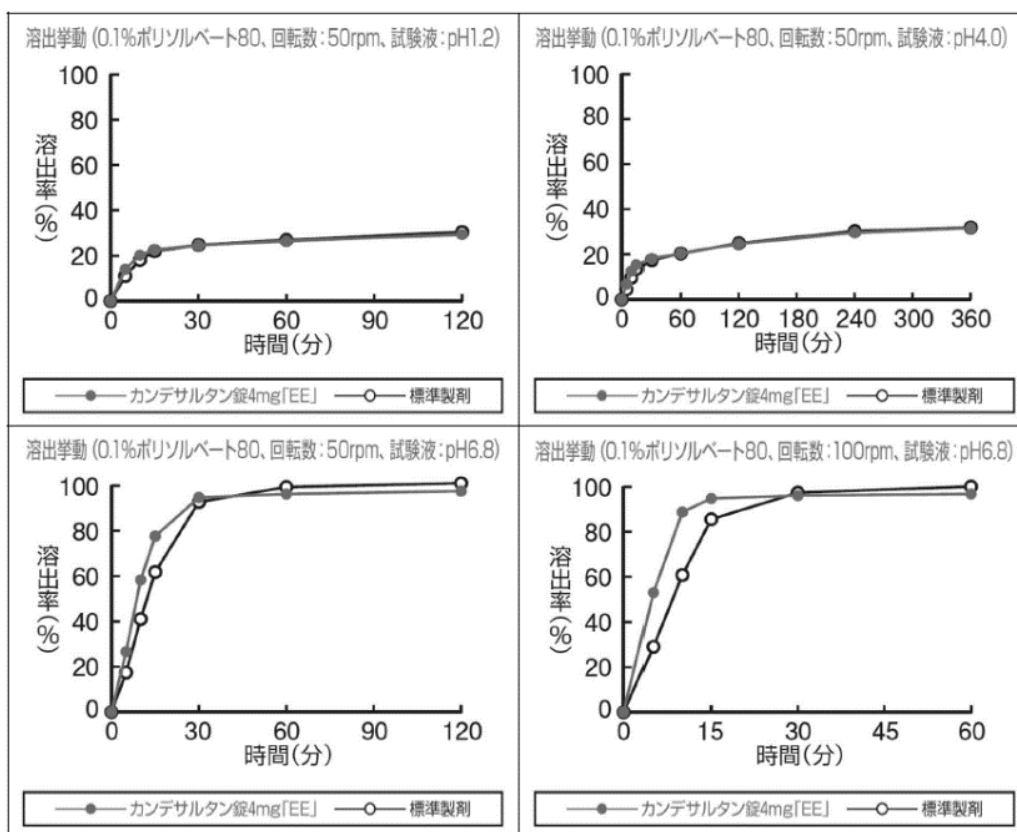 溶出挙動 (0.1%ポリソルベート80、回転数:50rpm、試験液:pH1.2)
溶出率(%)
100
80
60
40
20
0
0 30 60 90 120
時間(分)
カンデサルタン錠4mg「EE」 標準製剤
溶出挙動 (0.1%ポリソルベート80、回転数:50rpm、試験液:pH4.0)
溶出率(%)
100
80
60
40
20
0
0 60 120 180 240 300 360
時間(分)
カンデサルタン錠4mg「EE」 標準製剤
溶出挙動 (0.1%ポリソルベート80、回転数:50rpm、試験液:pH6.8)
溶出率(%)
100
80
60
40
20
0
0 30 60 90 120
時間(分)
カンデサルタン錠4mg「EE」 標準製剤
溶出挙動 (0.1%ポリソルベート80、回転数:100rpm、試験液:pH6.8)
溶出率(%)
100
80
60
40
20
0
0 15 30 45 60
時間(分)
カンデサルタン錠4mg「EE」 標準製剤